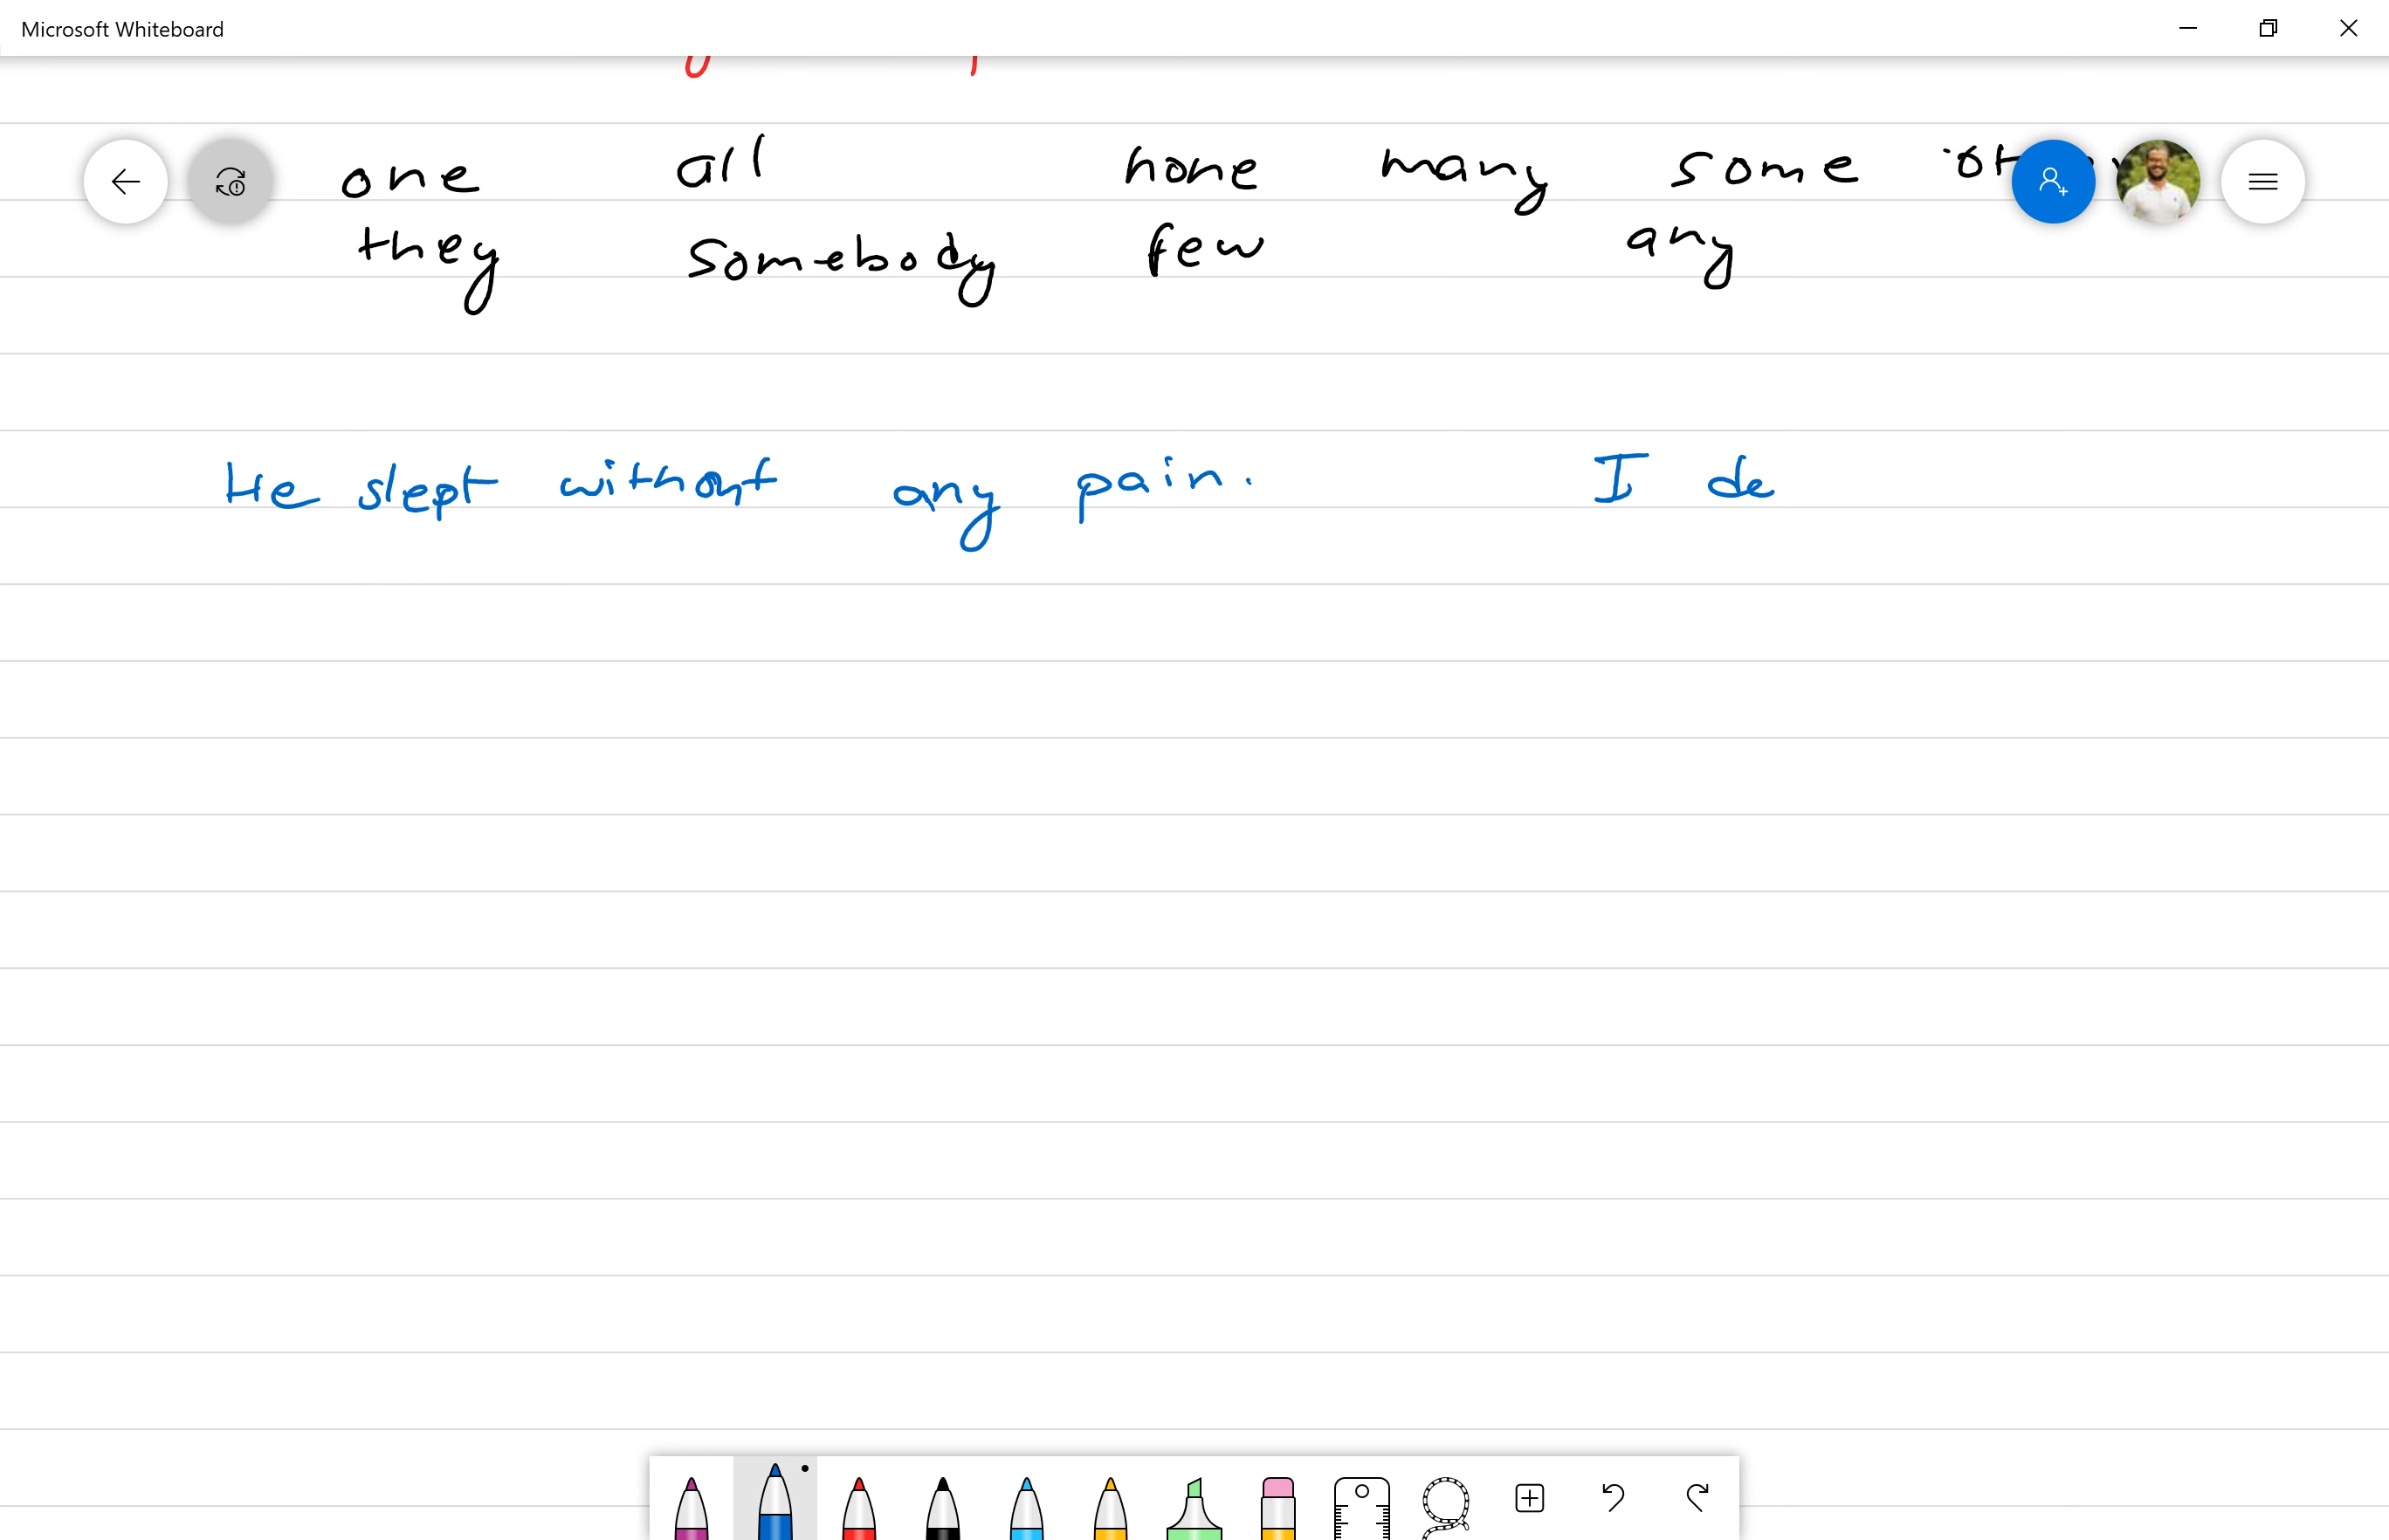 Microsoft Whiteboard
one all none many some
they somebody few any
He slept without any pain. I de